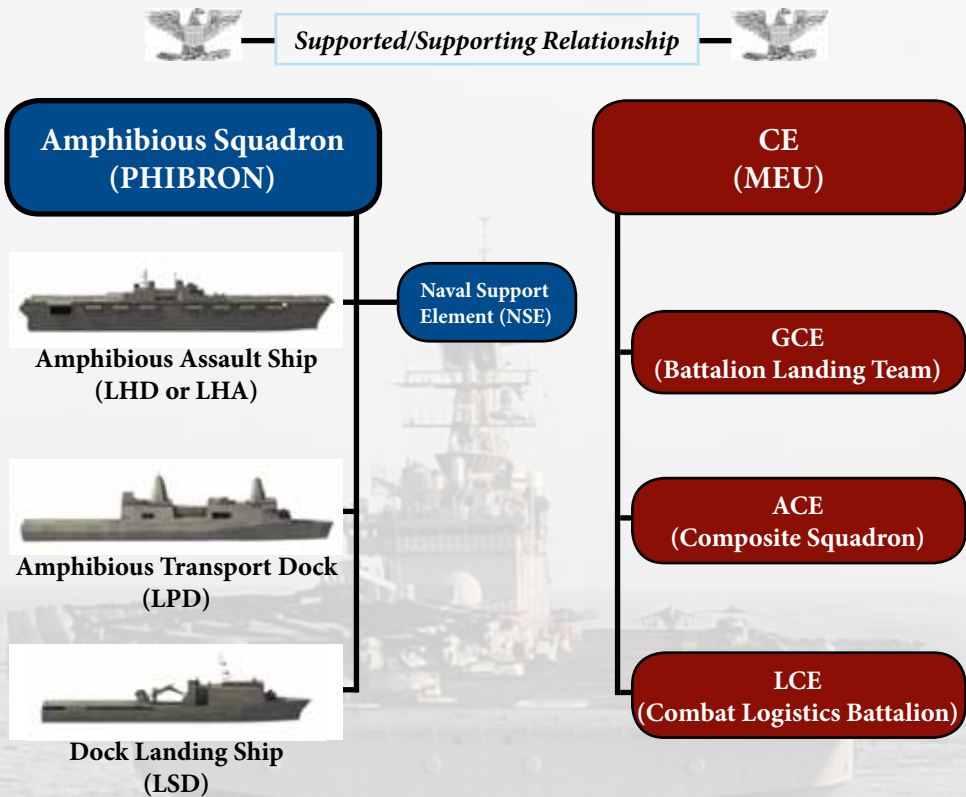 Supported/Supporting Relationship
Amphibious Squadron
(PHIBRON)
CE
(MEU)
Naval Support
Element (NSE)
Amphibious Assault Ship
(LHD or LHA)
GCE
(Battalion Landing Team)
Amphibious Transport Dock
(LPD)
ACE
(Composite Squadron)
Dock Landing Ship
(LSD)
LCE
(Combat Logistics Battalion)